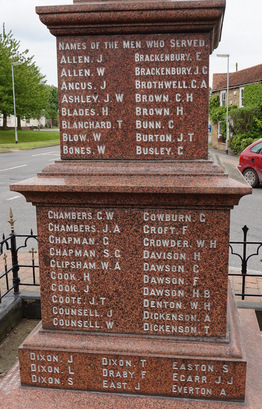 NAMES OF THE MEN WHO SERVED.
ALLEN. J
ALLEN. W
ANGUS. J
ASHLEY. J. W
BLADES. H
BLANCHARD. T
BLOW. W
BONES. W
BRACKENBURY. E
BRACKENBURY. J. C
BROTHWELL. C. A
BROWN. C. H
BROWN. H
BUNN. C
BURTON. J. T
BUSLEY. C
CHAMBERS. C. W
CHAMBERS. J. A
CHAPMAN. G
CHAPMAN. S. C
CLIPSHAM. W. A
COOK. H
COOK. J
COOTE. J. T
COUNSELL. J
COUNSELL. W
COWBURN. G
CROFT. F
CROWDER. W. H
DAVISON. H
DAWSON. C
DAWSON. F
DAWSON. H. B
DENTON. W. H
DICKENSON. A
DICKENSON. T
DIXON. J
DIXON. L
DIXON. S
DIXON. T
DRABY. F
EAST. J
EASTON. S
EGARR. J. J
EVERTON. A